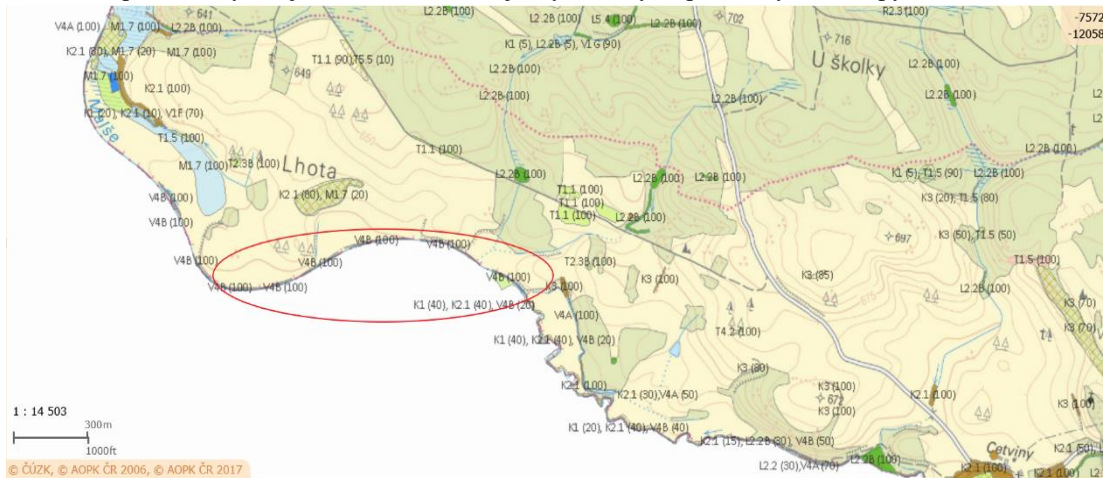 641
702
-7572
-12058
V4A (100) M1.7 (100) L2.2B (100)
L2.2B (100)
L5.4 (100)
L2.2B (100)
R2.3 (100)
K1 (5), L2.2B (5), V1G (90)
716
U školky
M1.7 (20)
M1.7 (100)
T1.1 (90),T5.5 (10)
649
M1.7 (100)
K2.1 (100)
L2.2B (100)
L2.2B (100)
L2.2B (100)
Malše
K2.1 (10), V1F (70)
L2.2B (100)
T1.5 (100)
T1.1 (100)
M1.7 (100)
T2.3B (100)
Lhota
L2.2B (100)
L2.2B (100)
L2.2B (100)
K1 (5), T1.5 (90)
L2.2B (100)
K2.1 (80), M1.7 (20)
T1.1 (100)
T1.1 (100)
T1.1 (100)
K3 (20), T1.5 (80)
V4B (100)
V4B (100)
L2.2B (100)
697
K3 (50), T1.5 (50)
V4B (100)
V4B (100)
V4B (100)
V4B (100)
T2.3B (100)
T1.5 (100)
V4B (100)
K3 (100)
K3 (100)
K3 (85)
675
V4B (100)
V4B (100)
L2.2B (100)
K1 (40), K2.1 (40), V4B (20)
V4A (100)
K3 (70)
T4.2 (100)
K3 (70)
K1 (40), K2.1 (40), V4B (20)
K3 (80)
K2.1 (100)
K2.1 (30),V4A (50)
K3 (100)
K3 (100)
K2.1 (100)
K3 (100)
1 : 14 503
300m
1000ft
K1 (20), K2.1 (40), V4B (40)
K2.1 (15), L2.2B (30), V4B (50)
Cetviny
K2.1 (50)
L2.2 (30),V4A (70)
L2.2B (100)
K2.1 (100)
K2.1 (100)
© ČÚZK, © AOPK ČR 2006, © AOPK ČR 2017